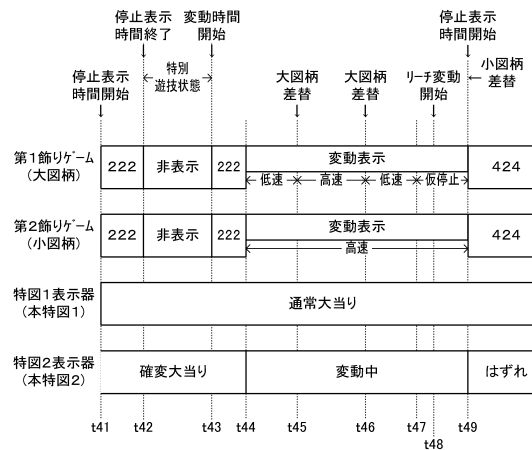 停止表示
時間終了
変動時間
開始
停止表示
時間開始
特別
遊技状態
停止表示
時間開始
大図柄
差替
大図柄
差替
リーチ変動
開始
小図柄
差替
第1飾りゲーム
(大図柄)
222
非表示
222
変動表示
低速
高速
低速
仮停止
424
第2飾りゲーム
(小図柄)
222
非表示
222
変動表示
高速
424
特図1表示器
(本特図1)
通常大当り
特図2表示器
(本特図2)
確変大当り
変動中
はずれ
t41
t42
t43
t44
t45
t46
t47
t48
t49